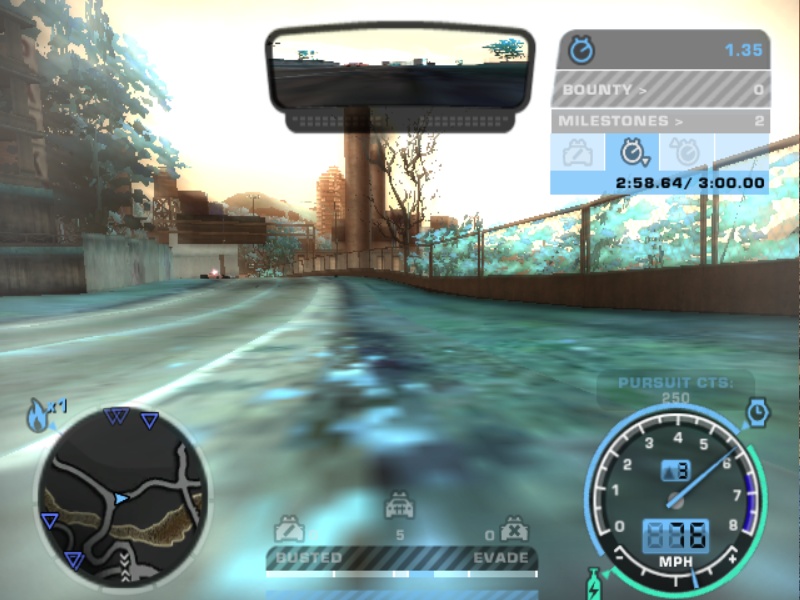 1.35
BOUNTY > 0
MILESTONES > 2
2:58.64/ 3:00.00
x1
PURSUIT CTS:
250
0 1 2 3 4 5 6 7 8
3
76
MPH
5 0
BUSTED EVADE